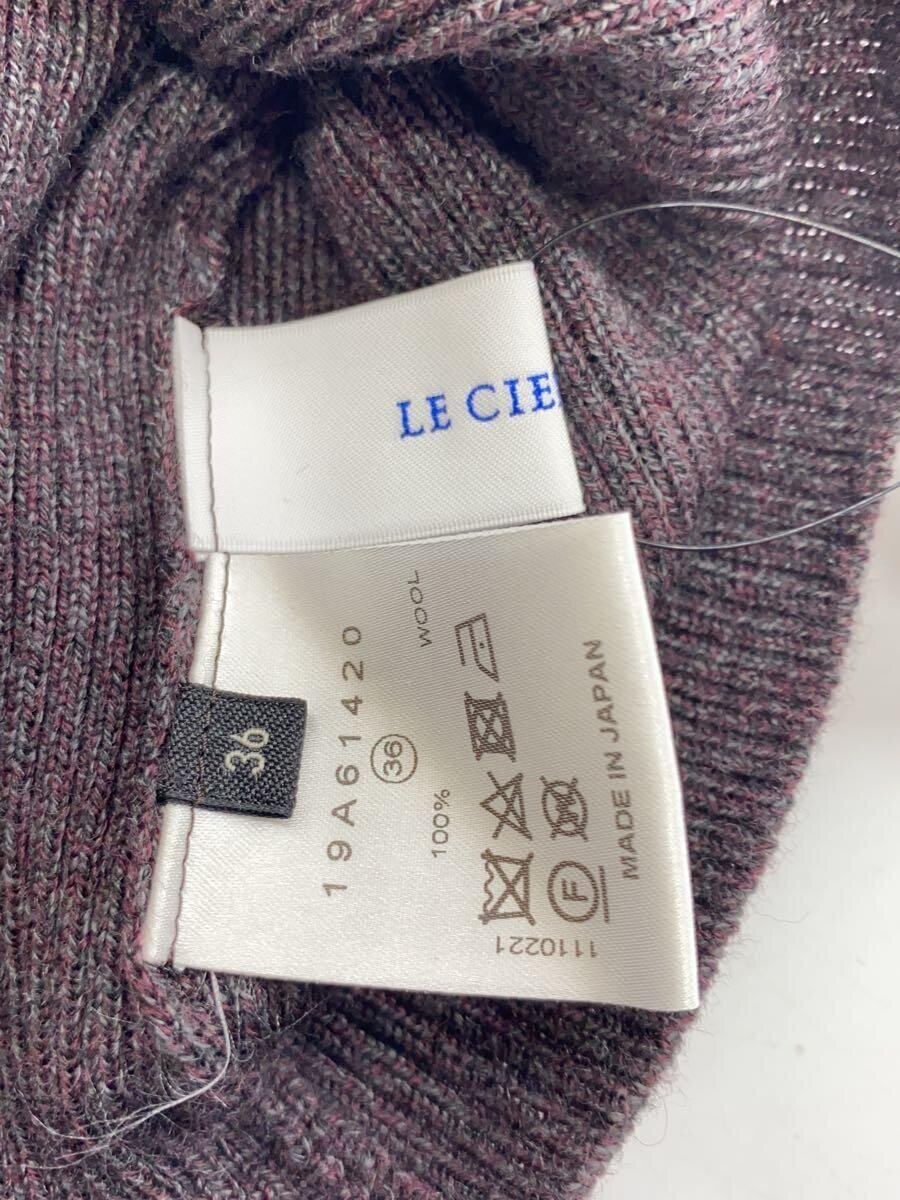 LE CIE
36
19A61420
36
WOOL
100%
F
1110221
MADE IN JAPAN